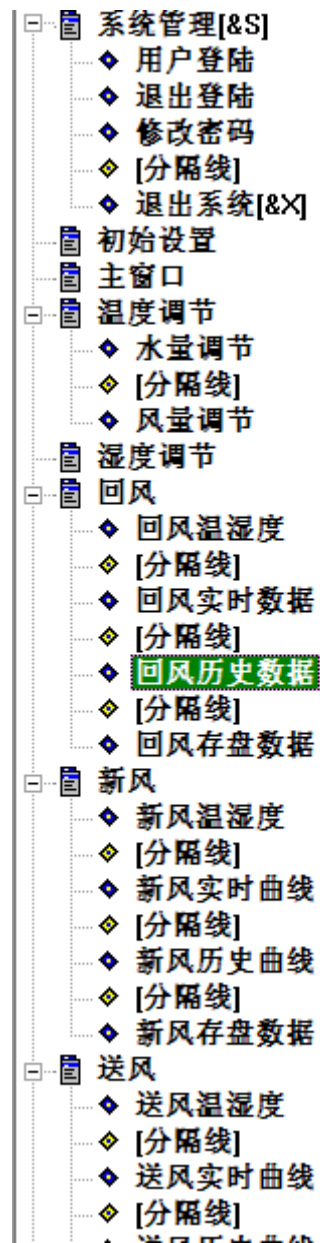 系统管理[&S]
用户登陆
退出登陆
修改密码
[分隔线]
退出系统[&X]
初始设置
主窗口
温度调节
水量调节
[分隔线]
风量调节
湿度调节
回风
回风温湿度
[分隔线]
回风实时数据
[分隔线]
回风历史数据
[分隔线]
回风存盘数据
新风
新风温湿度
[分隔线]
新风实时曲线
[分隔线]
新风历史曲线
[分隔线]
新风存盘数据
送风
送风温湿度
[分隔线]
送风实时曲线
[分隔线]
送风历史曲线